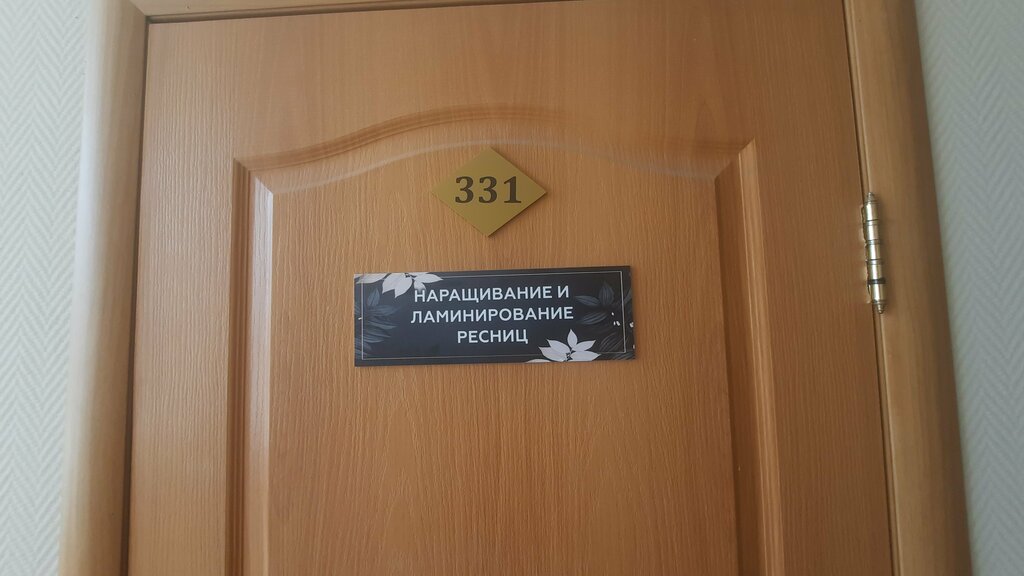 331
НАРАЩИВАНИЕ И
ЛАМИНИРОВАНИЕ
РЕСНИЦ